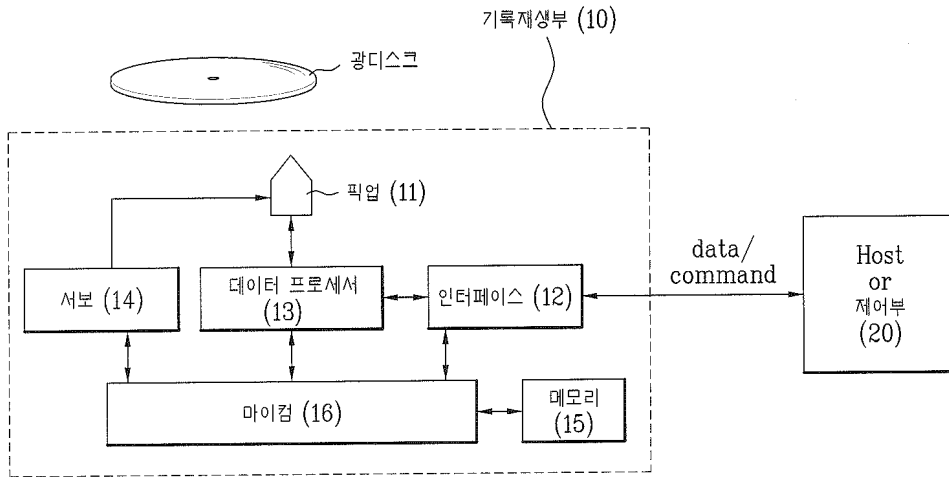 기록재생부 (10)
광디스크
픽업 (11)
data/
command
Host
or
제어부
(20)
서보 (14)
데이터 프로세서
(13)
인터페이스 (12)
마이컴 (16)
메모리
(15)